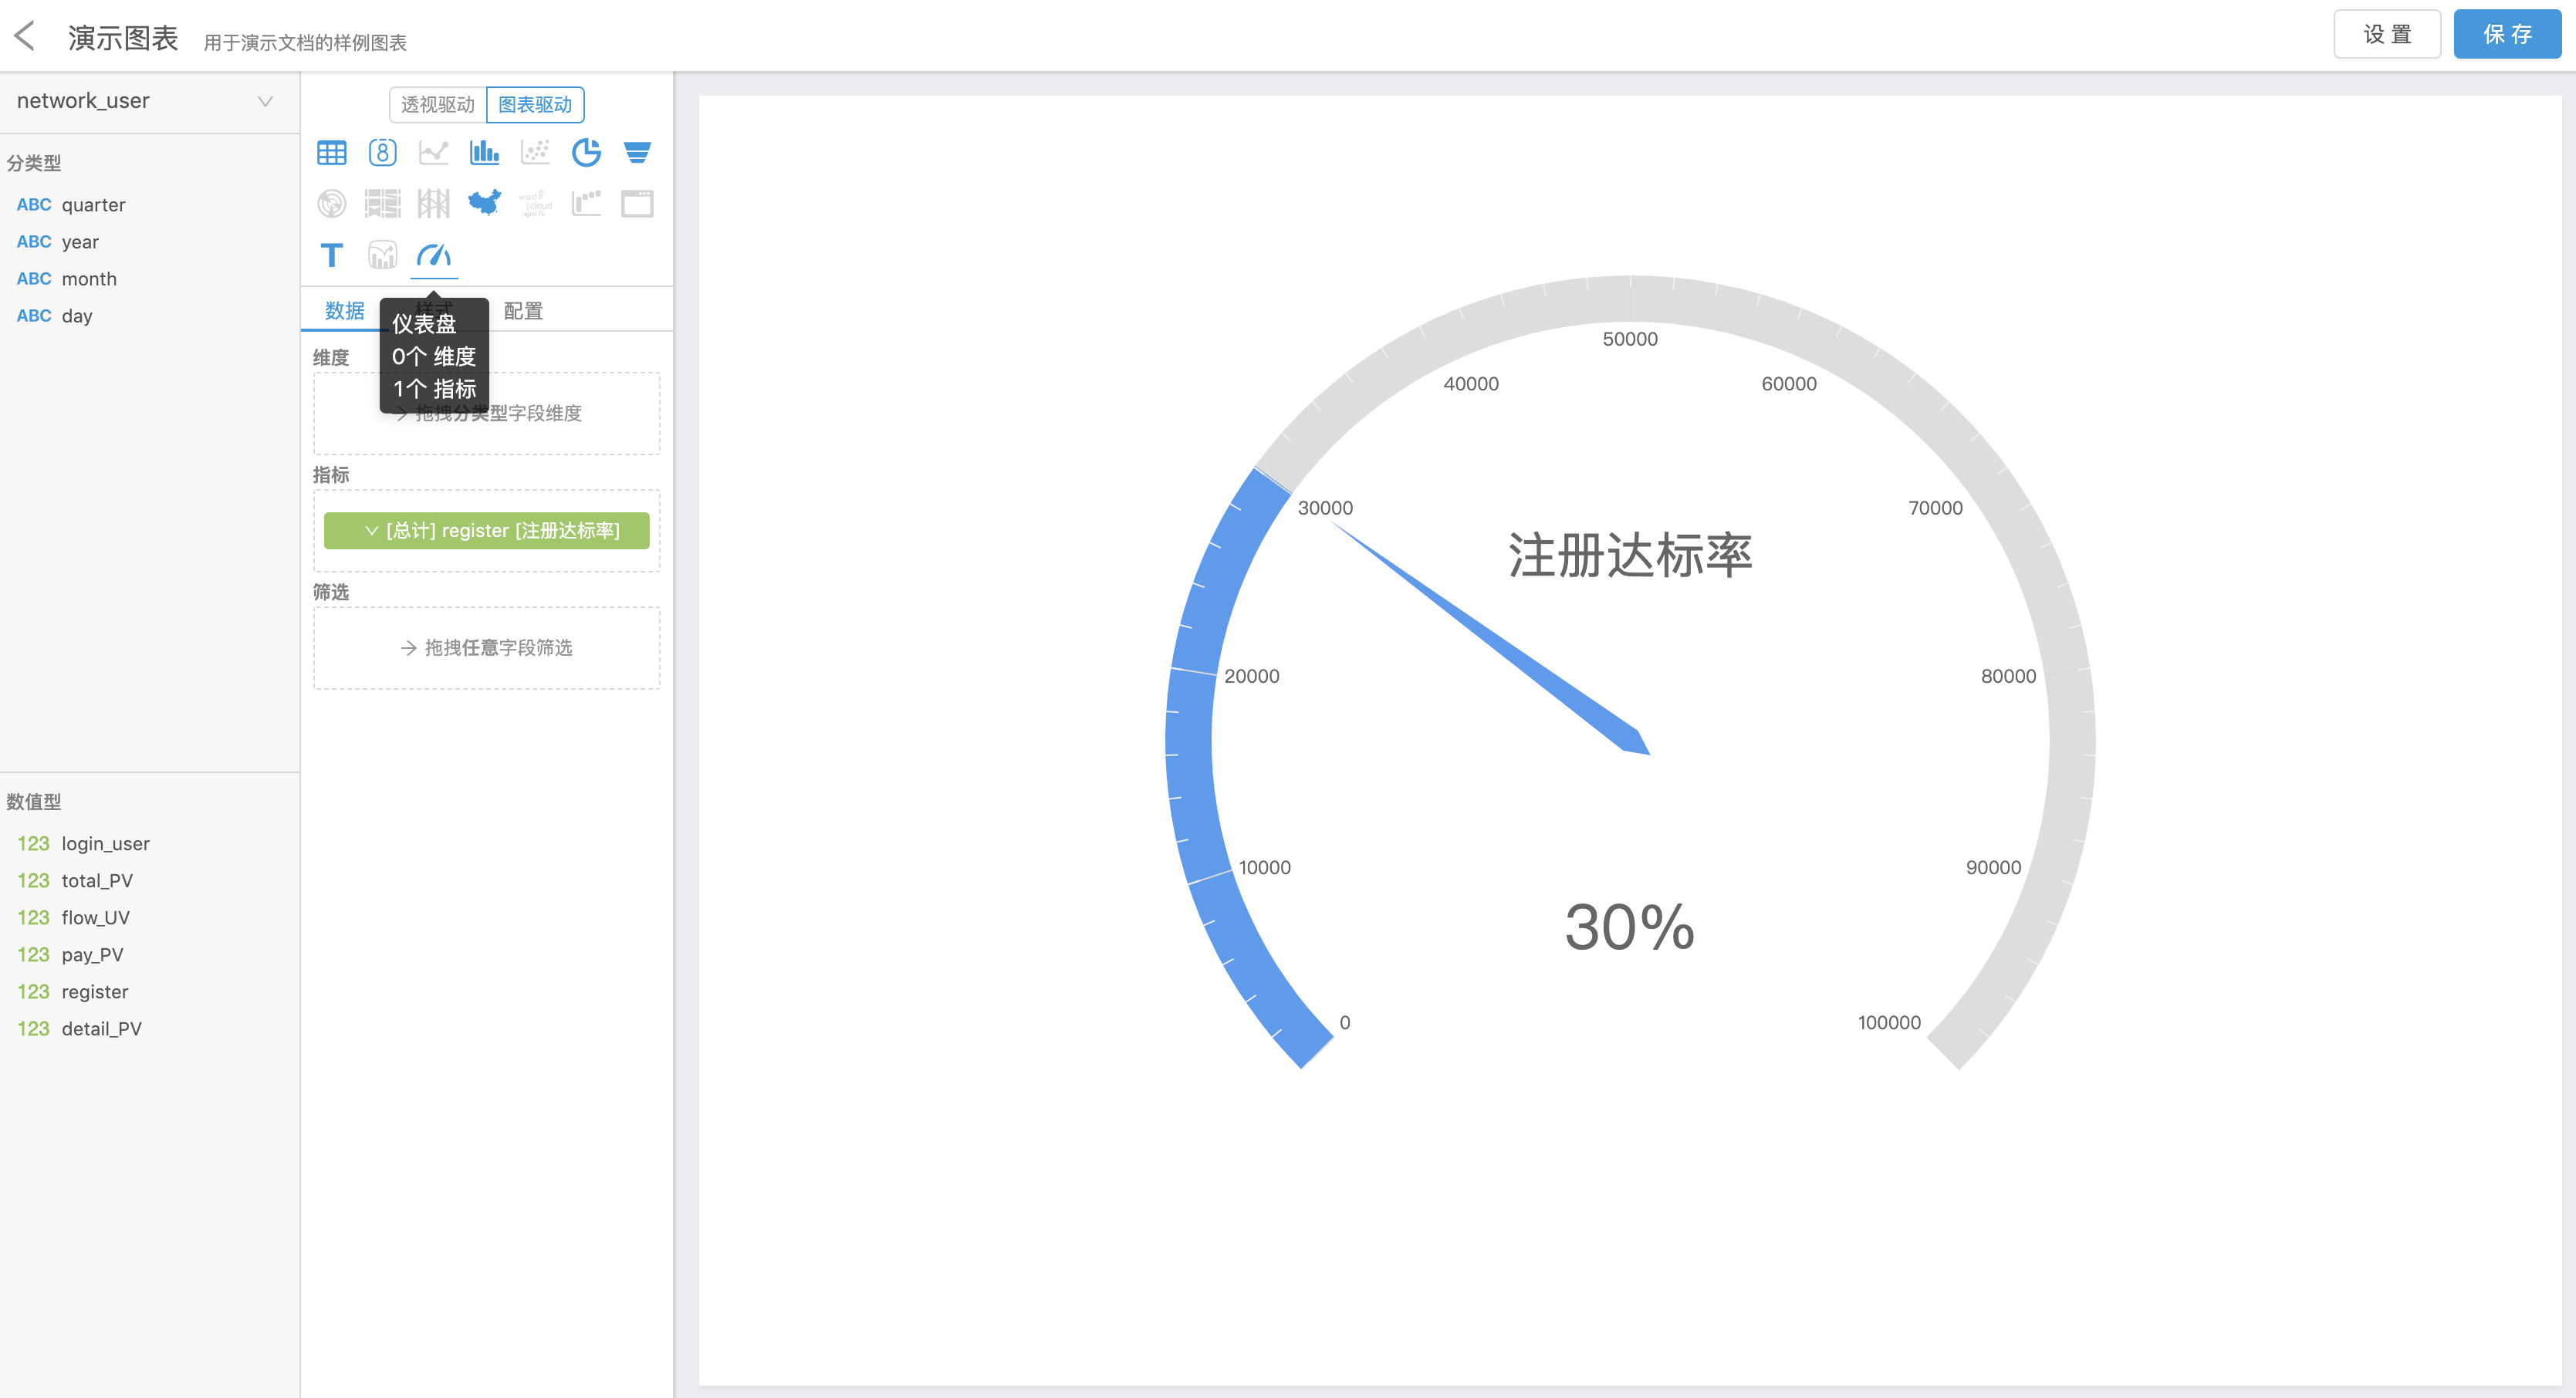 演示图表 用于演示文档的样例图表
设 置 保 存
network_user
分类型
ABC quarter
ABC year
ABC month
ABC day
数值型
123 login_user
123 total_PV
123 flow_UV
123 pay_PV
123 register
123 detail_PV
透视驱动 图表驱动
8
word
cloud
T
数据 样式 配置
仪表盘
0个 维度
1个 指标
维度
拖拽分类型字段维度
指标
[总计] register [注册达标率]
筛选
拖拽任意字段筛选
50000
40000 60000
30000 70000
注册达标率
20000 80000
10000 90000
30%
0 100000